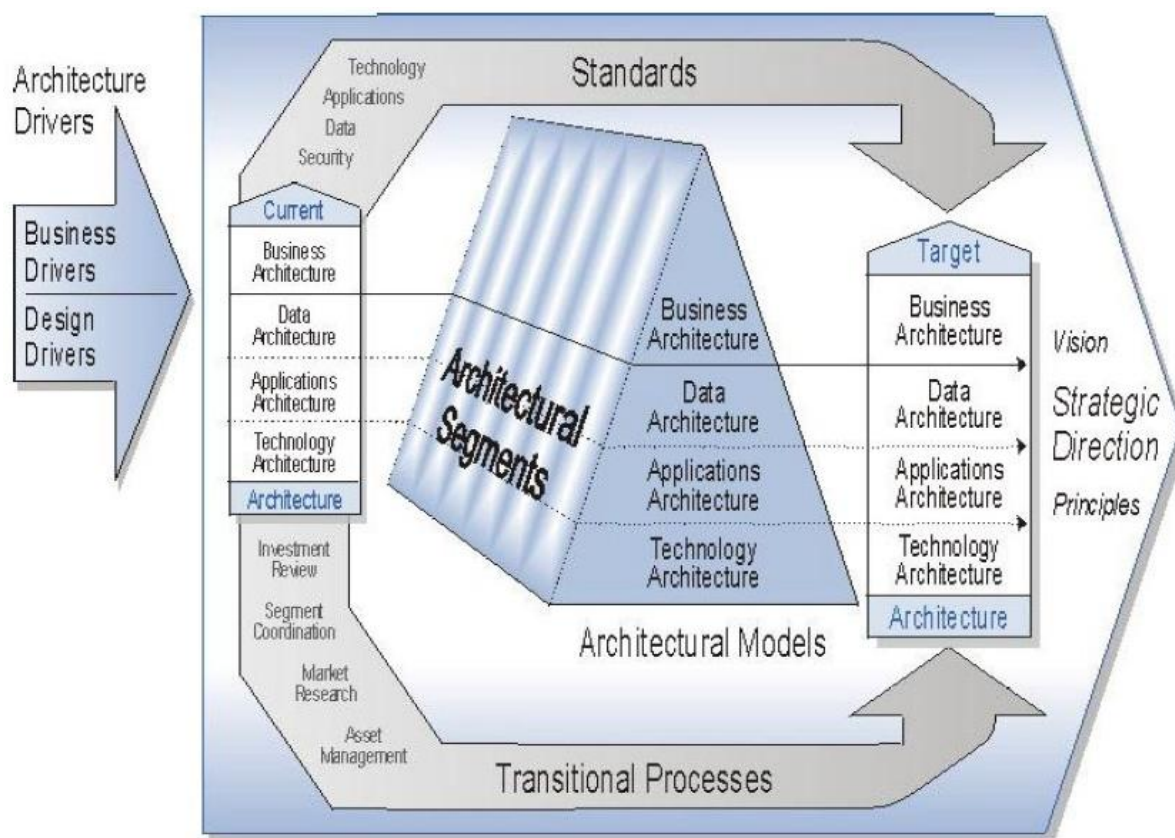 Architecture
Drivers
Business
Drivers
Design
Drivers
Technology
Applications
Data
Security
Standards
Current
Business
Architecture
Data
Architecture
Applications
Architecture
Technology
Architecture
Architecture
Investment
Review
Segment
Coordination
Market
Research
Asset
Management
Transitional Processes
Architectural
Segments
Business
Architecture
Data
Architecture
Applications
Architecture
Technology
Architecture
Architectural Models
Target
Business
Architecture
Data
Architecture
Applications
Architecture
Technology
Architecture
Architecture
Vision
Strategic
Direction
Principles